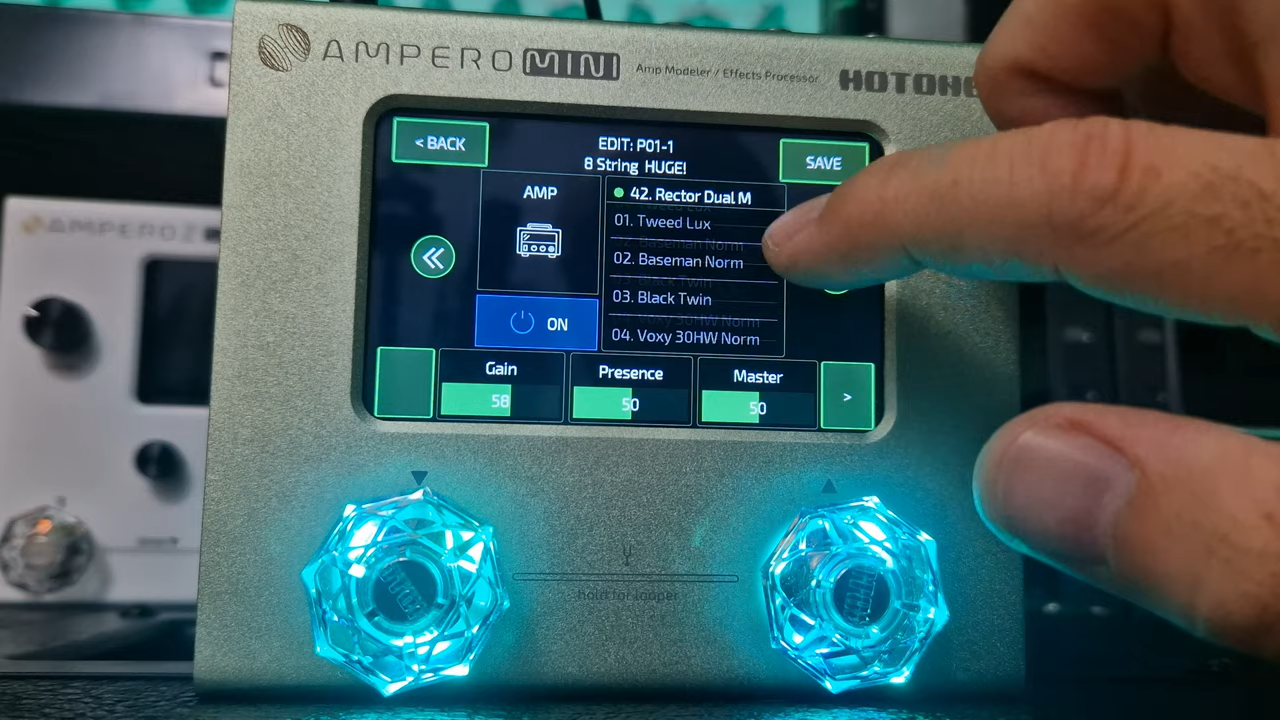 AMPERO MINI
Amp Modeler / Effects Processor
HOTONE
AMPERO2
< BACK
EDIT: P01-1
8 String HUGE!
SAVE
AMP
42. Rector Dual M
01. Tweed Lux
02. Baseman Norm
03. Black Twin
04. Voxy 30HW Norm
ON
Gain
58
Presence
50
Master
50
>
hold for looper